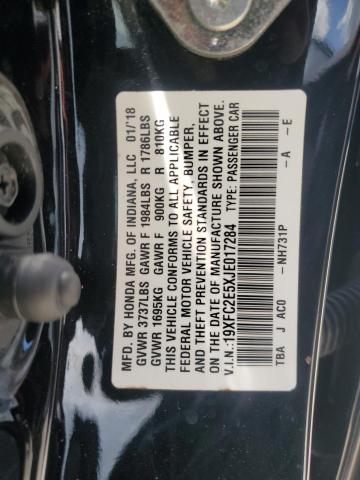 MFD. BY HONDA MFG. OF INDIANA, LLC 01/'18
GVWR 3737LBS GAWR F 1984LBS R 1786LBS
GVWR 1695KG GAWR F 900KG R 810KG
THIS VEHICLE CONFORMS TO ALL APPLICABLE
FEDERAL MOTOR VEHICLE SAFETY, BUMPER,
AND THEFT PREVENTION STANDARDS IN EFFECT
ON THE DATE OF MANUFACTURE SHOWN ABOVE.
V.I.N.:19XFC2E5XJE017284 TYPE: PASSENGER CAR
TBA J AC0 -NH731P -A -E